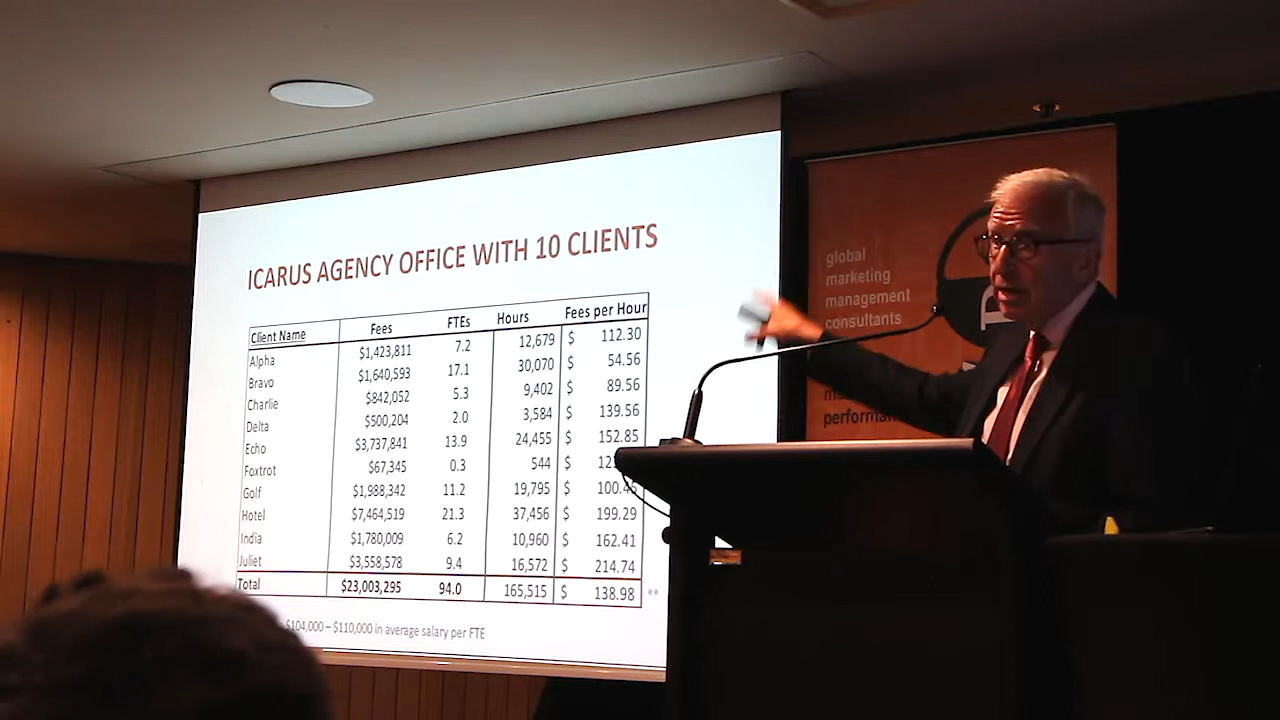 ICARUS AGENCY OFFICE WITH 10 CLIENTS
Client Name Fees FTEs Hours Fees per Hour
Alpha $1,423,811 7.2 12,679 $ 112.30
Bravo $1,640,593 17.1 30,070 $ 54.56
Charlie $842,052 5.3 9,402 $ 89.56
Delta $500,204 2.0 3,584 $ 139.56
Echo $3,737,841 13.9 24,455 $ 152.85
Foxtrot $67,345 0.3 544 $
Golf $1,988,342 11.2 19,795 $ 100.45
Hotel $7,464,519 21.3 37,456 $ 199.29
India $1,780,009 6.2 10,960 $ 162.41
Juliet $3,558,578 9.4 16,572 $ 214.74
Total $23,003,295 94.0 165,515 $ 138.98 **
$104,000 – $110,000 in average salary per FTE
global
marketing
management
consultants